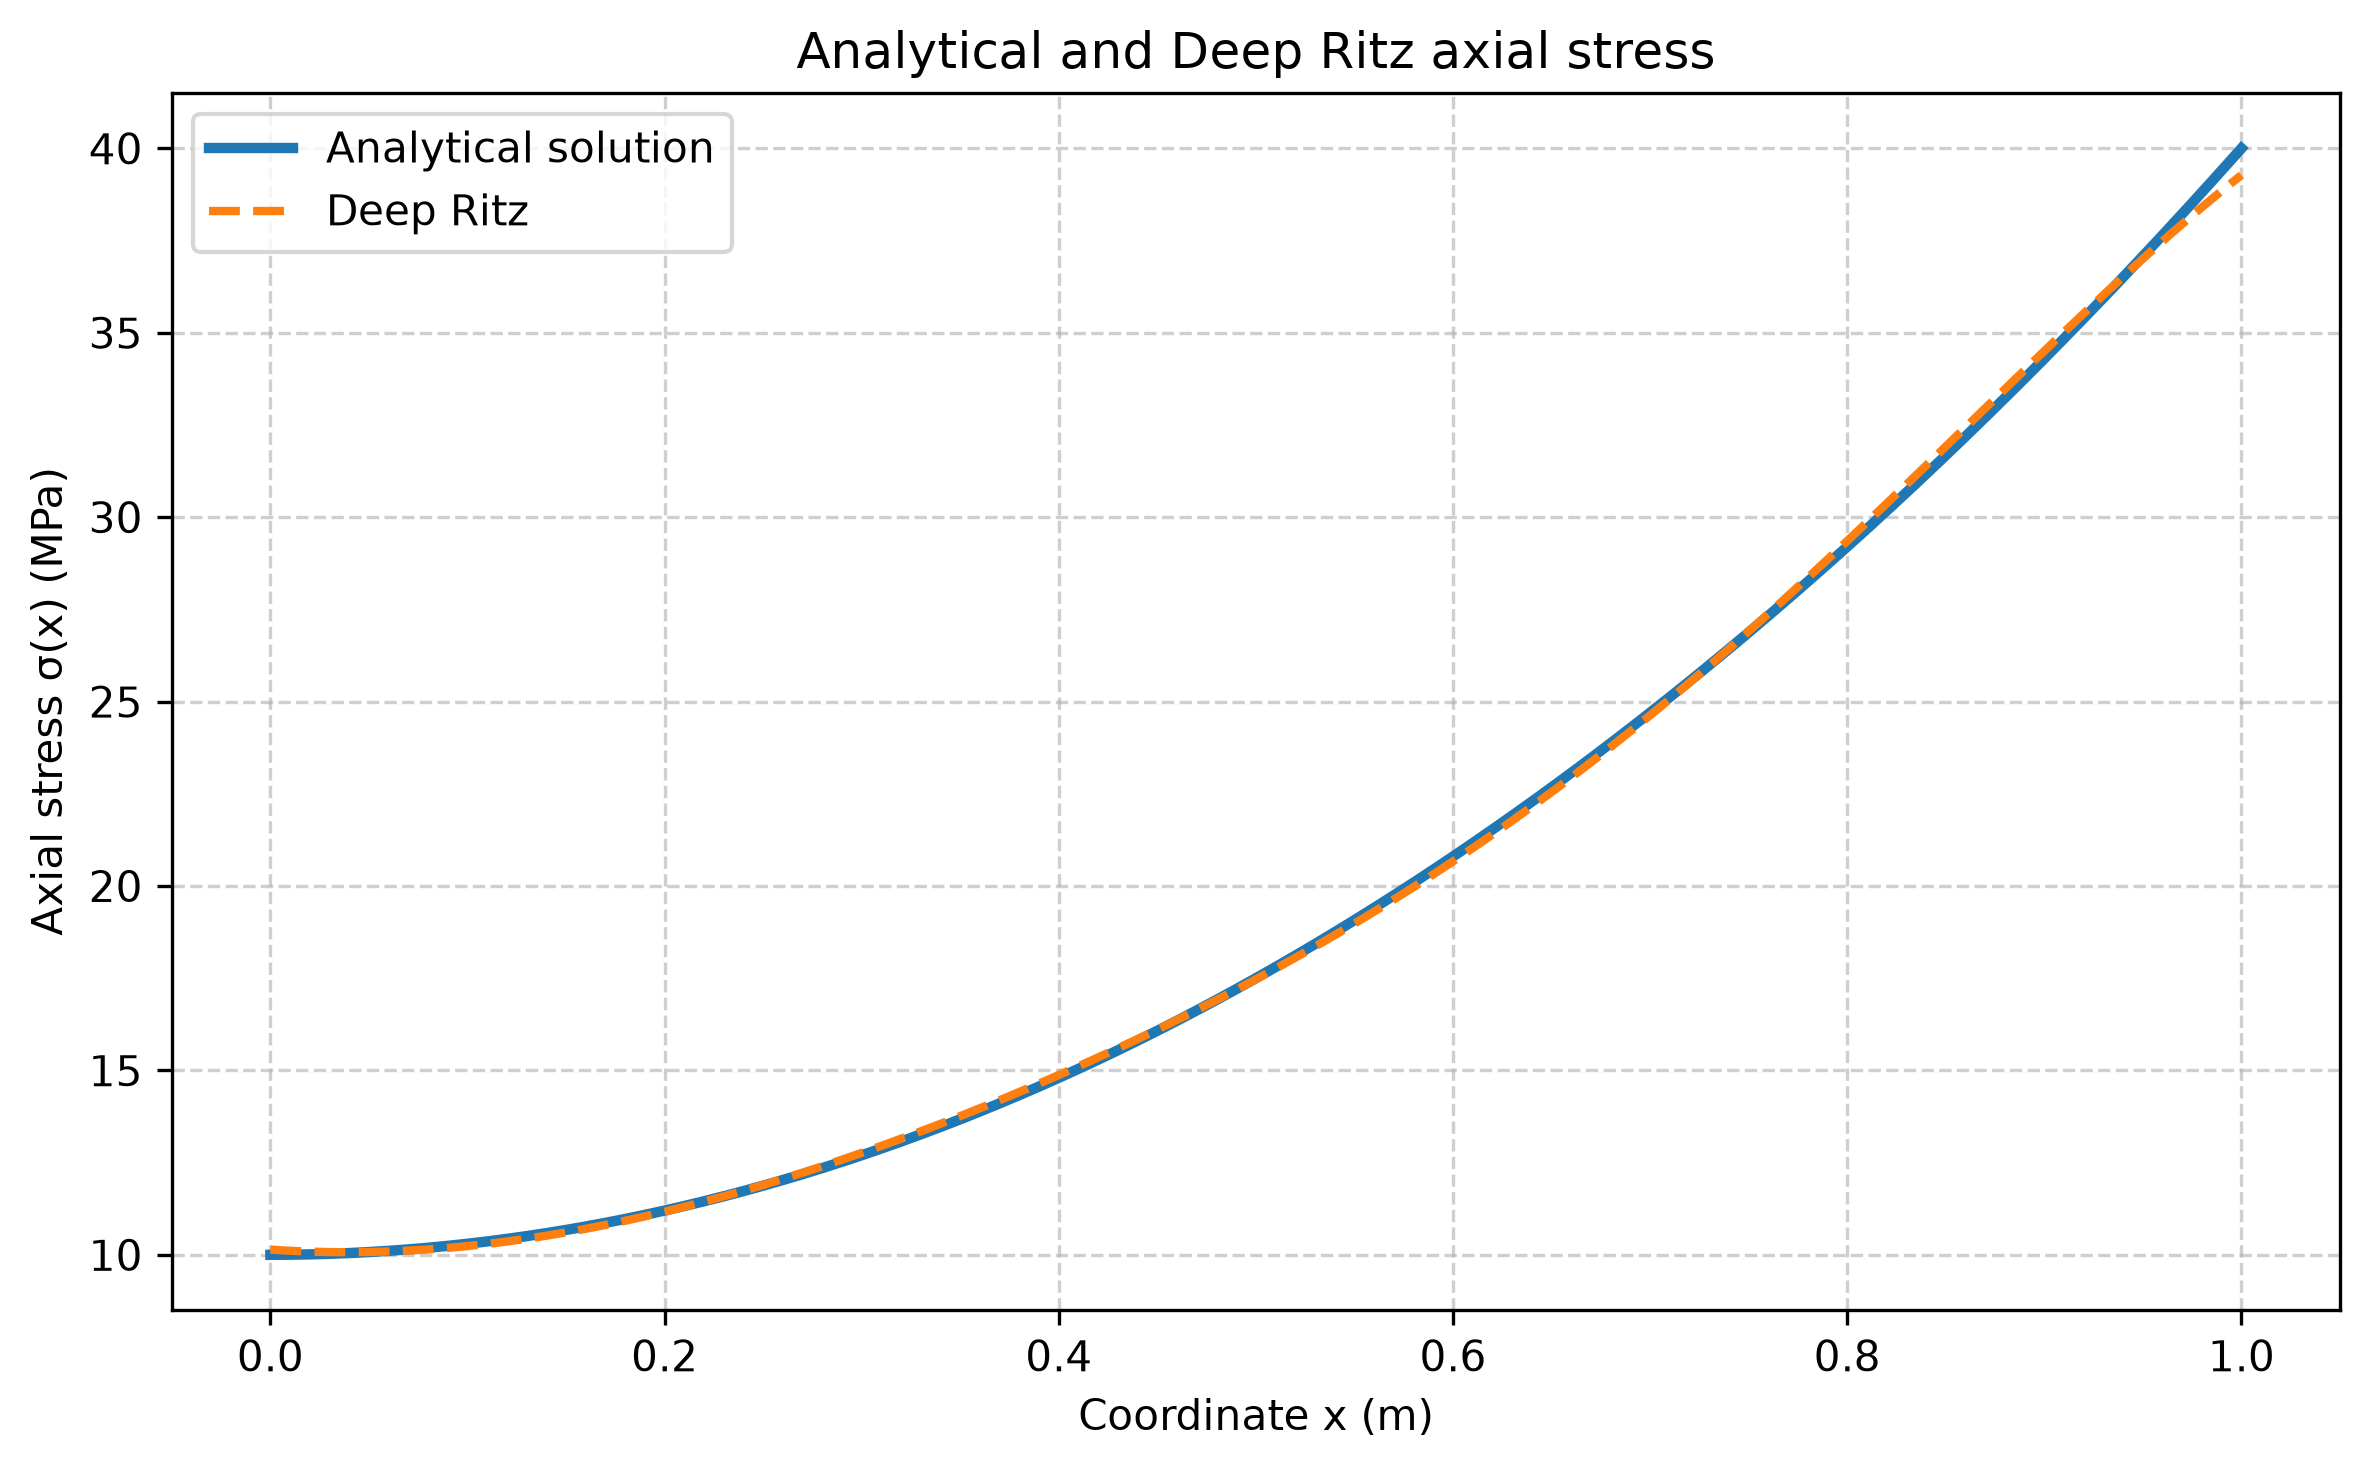 Analytical and Deep Ritz axial stress
Analytical solution
Deep Ritz
40
35
30
25
20
15
10
Axial stress σ(x) (MPa)
0.0 0.2 0.4 0.6 0.8 1.0
Coordinate x (m)